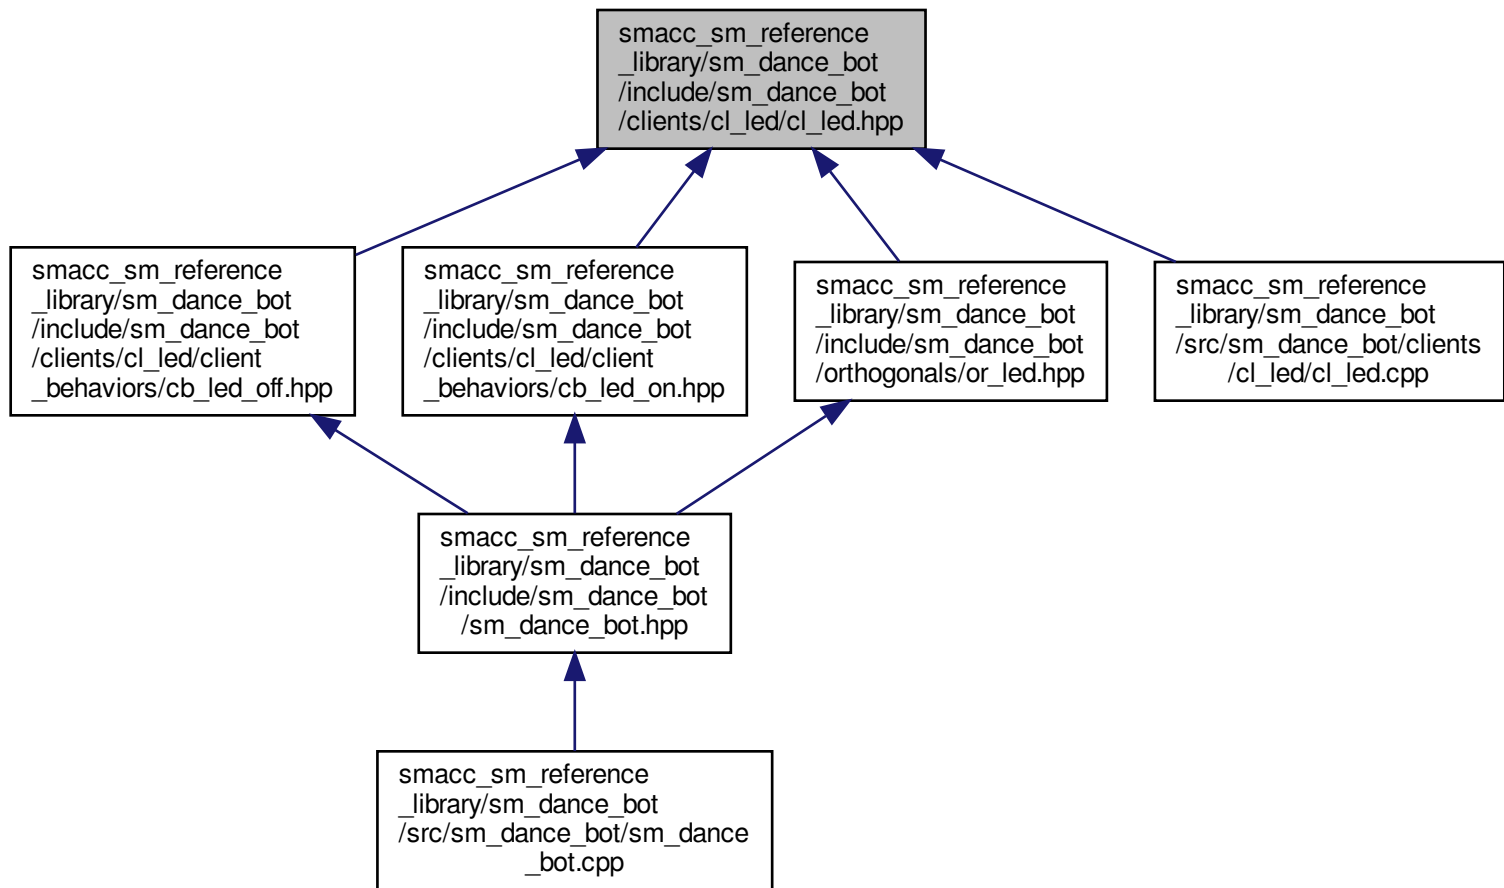 smacc_sm_reference
_library/sm_dance_bot
/include/sm_dance_bot
/clients/cl_led/cl_led.hpp
smacc_sm_reference
_library/sm_dance_bot
/include/sm_dance_bot
/clients/cl_led/client
_behaviors/cb_led_off.hpp
smacc_sm_reference
_library/sm_dance_bot
/include/sm_dance_bot
/clients/cl_led/client
_behaviors/cb_led_on.hpp
smacc_sm_reference
_library/sm_dance_bot
/include/sm_dance_bot
/orthogonals/or_led.hpp
smacc_sm_reference
_library/sm_dance_bot
/src/sm_dance_bot/clients
/cl_led/cl_led.cpp
smacc_sm_reference
_library/sm_dance_bot
/include/sm_dance_bot
/sm_dance_bot.hpp
smacc_sm_reference
_library/sm_dance_bot
/src/sm_dance_bot/sm_dance
_bot.cpp